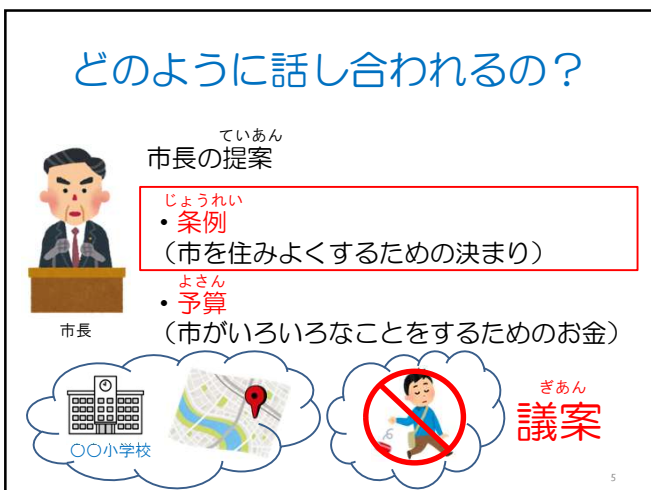 どのように話し合われるの？
ていあん
市長の提案
じょうれい
・条例
（市を住みよくするための決まり）
よさん
・予算
（市がいろいろなことをするためのお金）
市長
〇〇小学校
ぎあん
議案
5